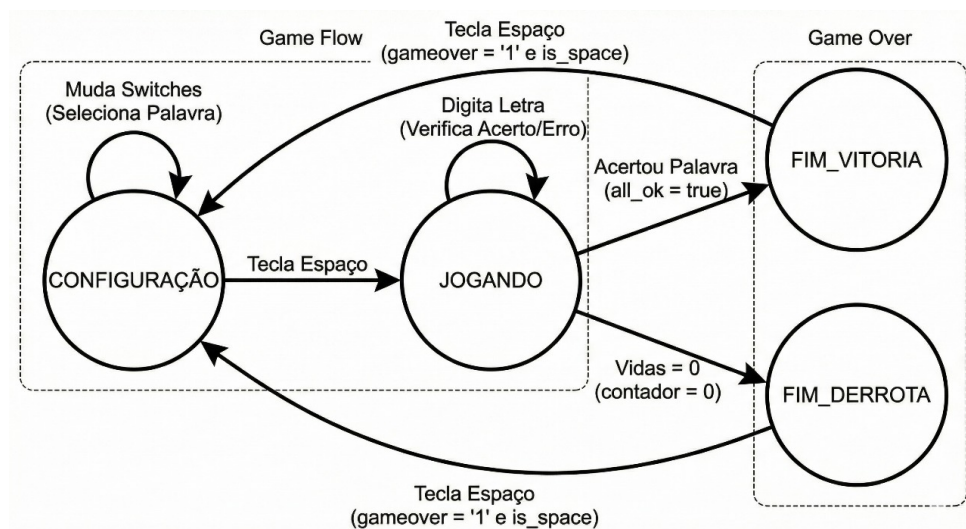 Game Flow
Tecla Espaço
(gameover = '1' e is_space)
Game Over
Muda Switches
(Seleciona Palavra)
Digita Letra
(Verifica Acerto/Erro)
Acertou Palavra
(all_ok = true)
FIM_VITORIA
CONFIGURAÇÃO
Tecla Espaço
JOGANDO
Vidas = 0
(contador = 0)
FIM_DERROTA
Tecla Espaço
(gameover = '1' e is_space)